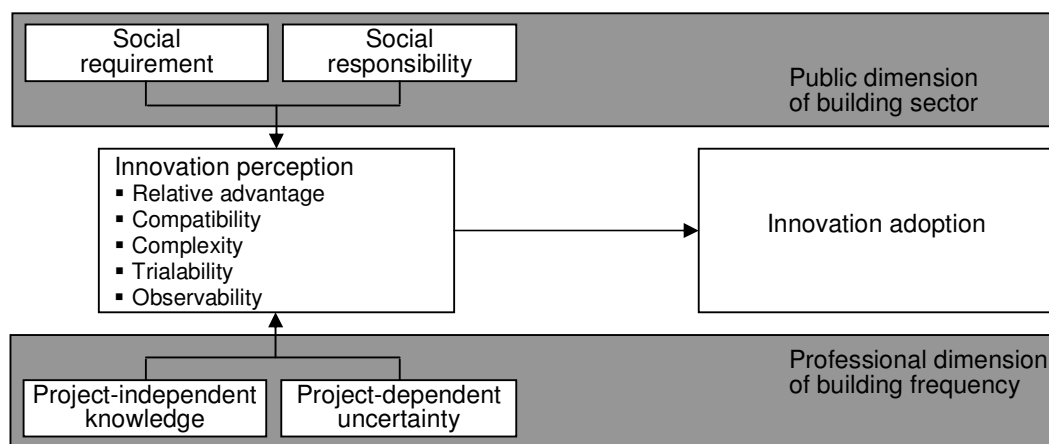 Social
requirement
Social
responsibility
Public dimension
of building sector
Innovation perception
▪ Relative advantage
▪ Compatibility
▪ Complexity
▪ Trialability
▪ Observability
Innovation adoption
Professional dimension
of building frequency
Project-independent
knowledge
Project-dependent
uncertainty